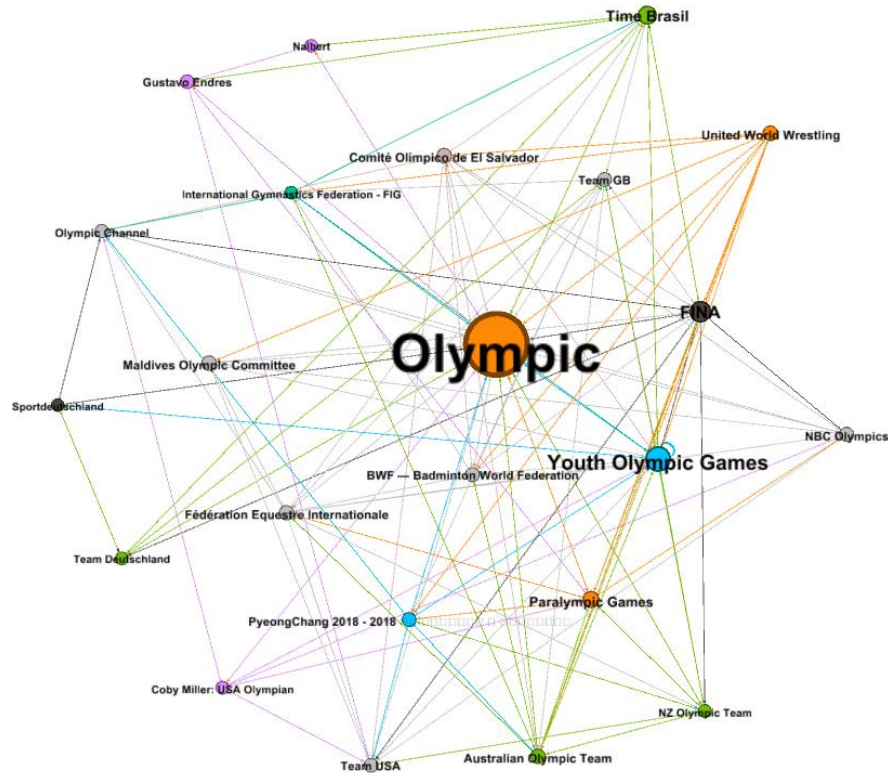 Time Brasil
Nalbert
Gustavo Endres
United World Wrestling
Comité Olimpico de El Salvador
Team GB
International Gymnastics Federation - FIG
Olympic Channel
FINA
Olympic
Maldives Olympic Committee
Sportdeutschland
NBC Olympics
Youth Olympic Games
BWF — Badminton World Federation
Fédération Equestre Internationale
Team Deutschland
Paralympic Games
PyeongChang 2018 - 2018
Coby Miller: USA Olympian
NZ Olympic Team
Australian Olympic Team
Team USA